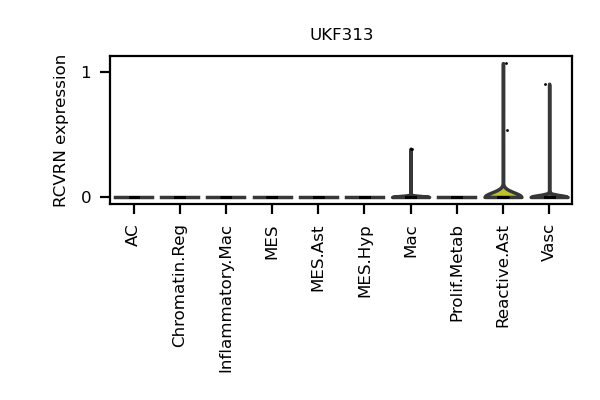 UKF313
RCVRN expression
1
0
AC
Chromatin.Reg
Inflammatory.Mac
MES
MES.Ast
MES.Hyp
Mac
Prolif.Metab
Reactive.Ast
Vasc